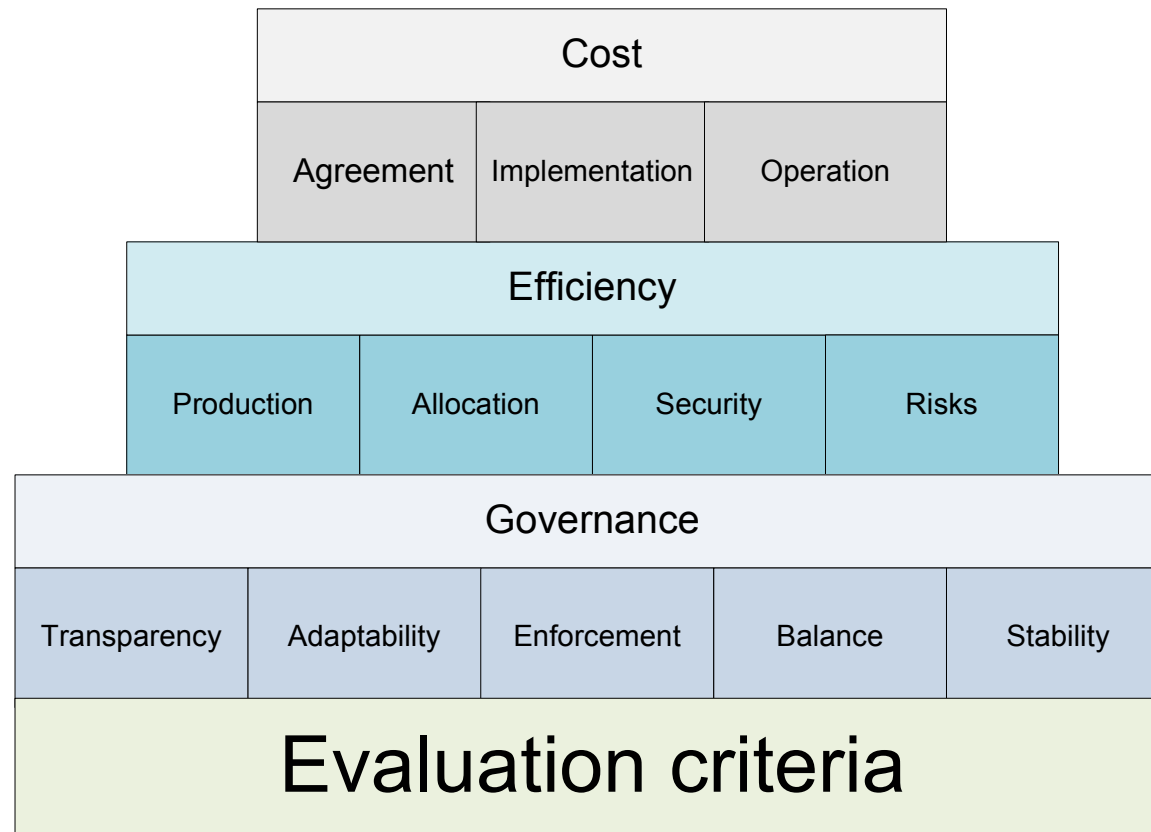 Cost
Agreement Implementation Operation
Efficiency
Production Allocation Security Risks
Governance
Transparency Adaptability Enforcement Balance Stability
Evaluation criteria